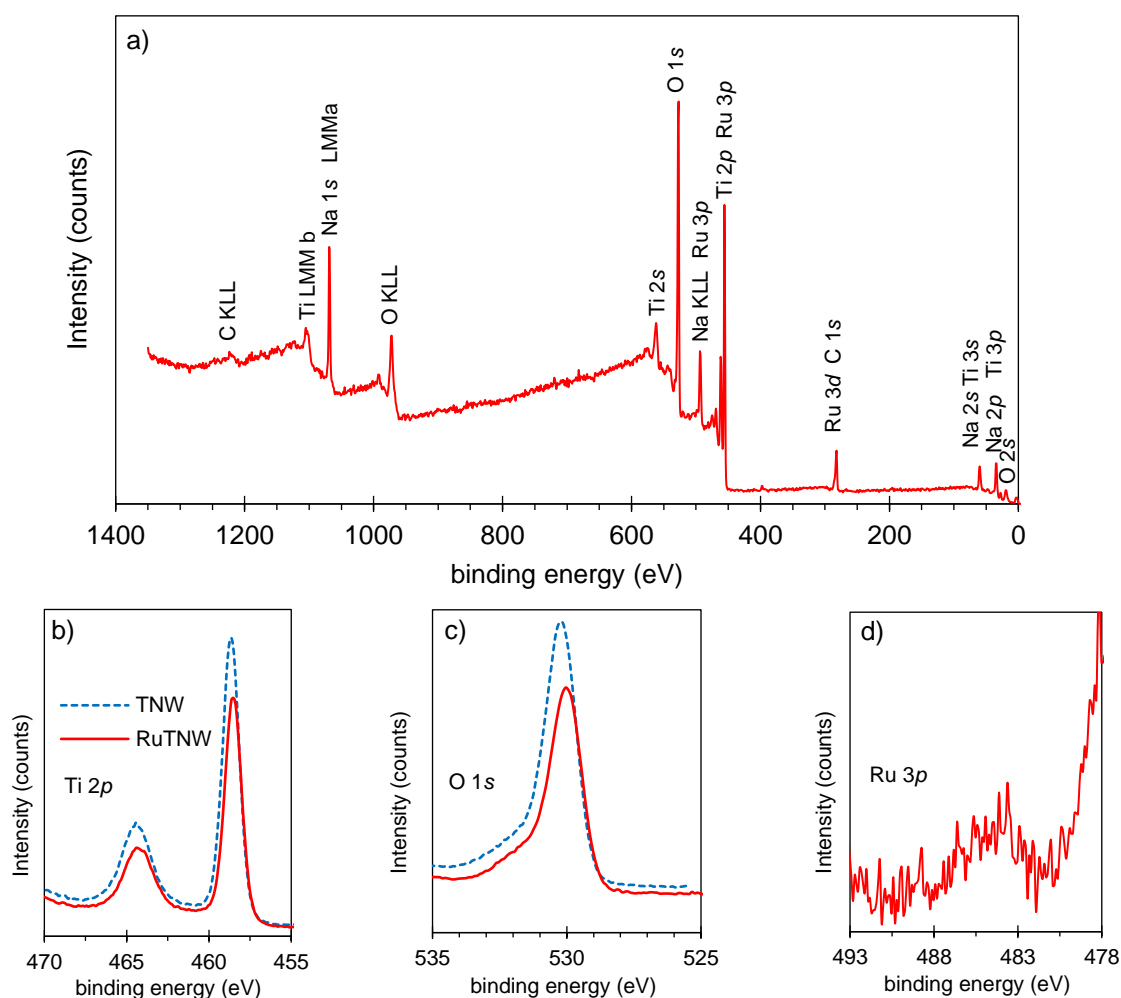 a)
Intensity (counts)
C KLL
Ti LMM b
Na 1s LMMa
O KLL
Ti 2s
O 1s
Na KLL Ru 3p
Ti 2p Ru 3p
Ru 3d C 1s
Na 2s Ti 3s
Na 2p Ti 3p
O 2s
1400 1200 1000 800 600 400 200 0
binding energy (eV)
b)
Intensity (counts)
TNW
RuTNW
Ti 2p
470 465 460 455
binding energy (eV)
c)
Intensity (counts)
O 1s
535 530 525
binding energy (eV)
d)
Intensity (counts)
Ru 3p
493 488 483 478
binding energy (eV)